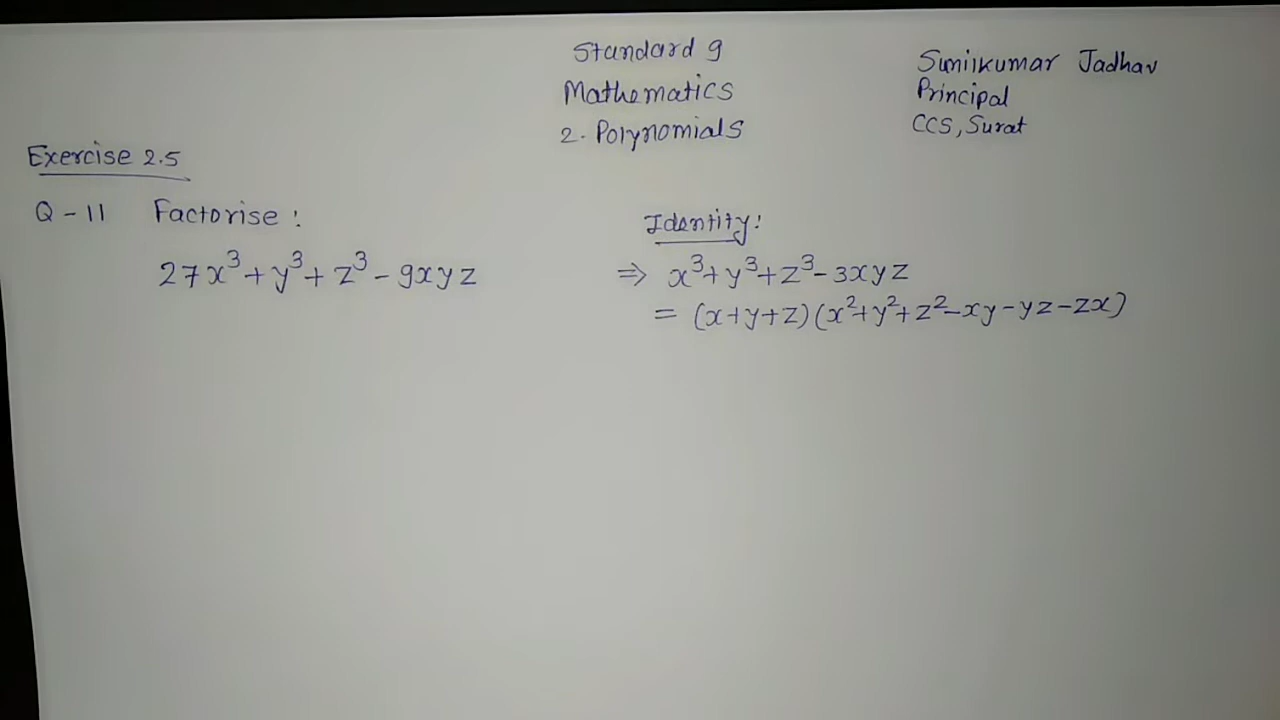 Standard 9
Mathematics
2. Polynomials
Sunilkumar Jadhav
Principal
CCS, Surat
Exercise 2.5
Q - 11 Factorise :
27x³ + y³ + z³ - 9xyz
Identity:
⇒ x³ + y³ + z³ - 3xyz
= (x+y+z)(x²+y²+z²-xy-yz-zx)